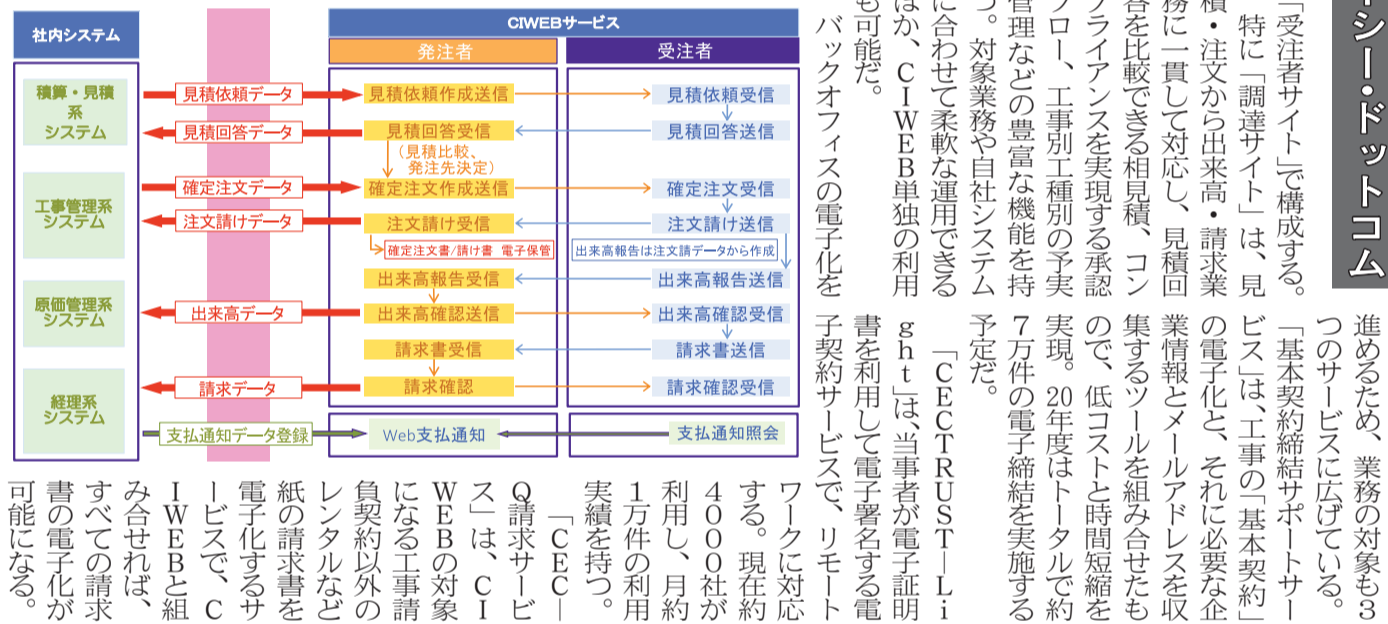 シー・ドットコム
「受注者サイト」で構成する。
特に「調達サイト」は、見
積・注文から出来高・請求業
務に一貫して対応し、見積回
答を比較できる相見積、コン
プライアンスを実現する承認
フロー、工事別工種別の予実
管理などの豊富な機能を持
つ。対象業務や自社システム
に合わせて柔軟な運用できる
ほか、ＣＩＷＥＢ単独の利用
も可能だ。
バックオフィスの電子化を
進めるため、業務の対象も３
つのサービスに広げている。
「基本契約締結サポートサー
ビス」は、工事の「基本契約」
の電子化と、それに必要な企
業情報とメールアドレスを収
集するツールを組み合せたも
ので、低コストと時間短縮を
実現。20年度はトータルで約
７万件の電子締結を実施する
予定だ。
「ＣＥＣＴＲＵＳＴ―Ｌｉ
ｇｈｔ」は、当事者が電子証明
書を利用して電子署名する電
子契約サービスで、リモート
ワークに対応
する。現在約
４０００社が
利用し、月約
１万件の利用
実績を持つ。
「ＣＥＣ―
Ｑ請求サービ
ス」は、ＣＩ
ＷＥＢの対象
になる工事請
負契約以外の
レンタルなど
紙の請求書を
電子化するサ
ービスで、Ｃ
ＩＷＥＢと組
み合せれば、
すべての請求
書の電子化が
可能になる。
社内システム
CIWEBサービス
発注者
受注者
積算・見積
系
システム
見積依頼データ
見積依頼作成送信
見積依頼受信
見積回答データ
見積回答受信
見積回答送信
（見積比較、
発注先決定）
工事管理系
システム
確定注文データ
確定注文作成送信
確定注文受信
注文請けデータ
注文請け受信
注文請け送信
確定注文書/請け書 電子保管
出来高報告は注文請データから作成
出来高報告受信
出来高報告送信
原価管理系
システム
出来高データ
出来高確認送信
出来高確認受信
請求書受信
請求書送信
経理系
システム
請求データ
請求確認
請求確認受信
支払通知データ登録
Web支払通知
支払通知照会